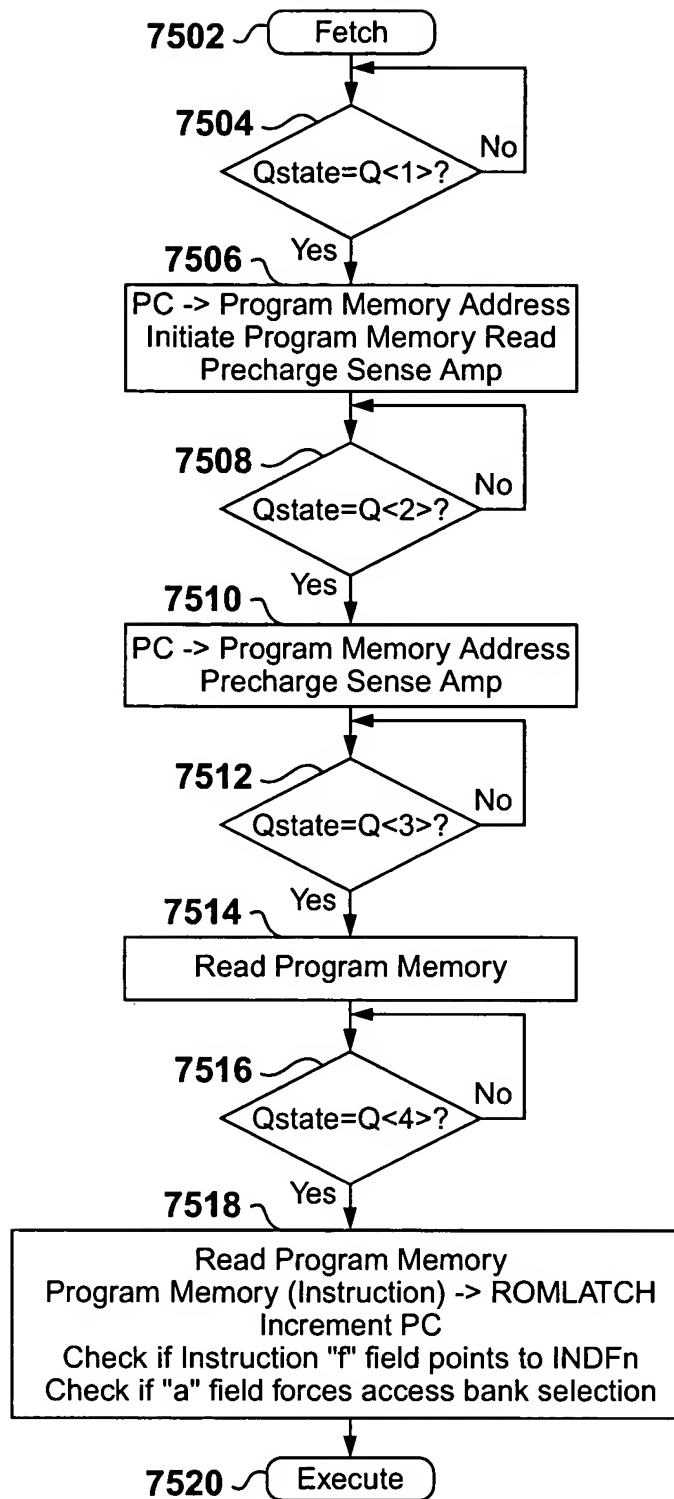 7502
Fetch
7504
Qstate=Q<1>?
No
Yes
7506
PC -> Program Memory Address
Initiate Program Memory Read
Precharge Sense Amp
7508
Qstate=Q<2>?
No
Yes
7510
PC -> Program Memory Address
Precharge Sense Amp
7512
Qstate=Q<3>?
No
Yes
7514
Read Program Memory
7516
Qstate=Q<4>?
No
Yes
7518
Read Program Memory
Program Memory (Instruction) -> ROMLATCH
Increment PC
Check if Instruction "f" field points to INDFn
Check if "a" field forces access bank selection
7520
Execute